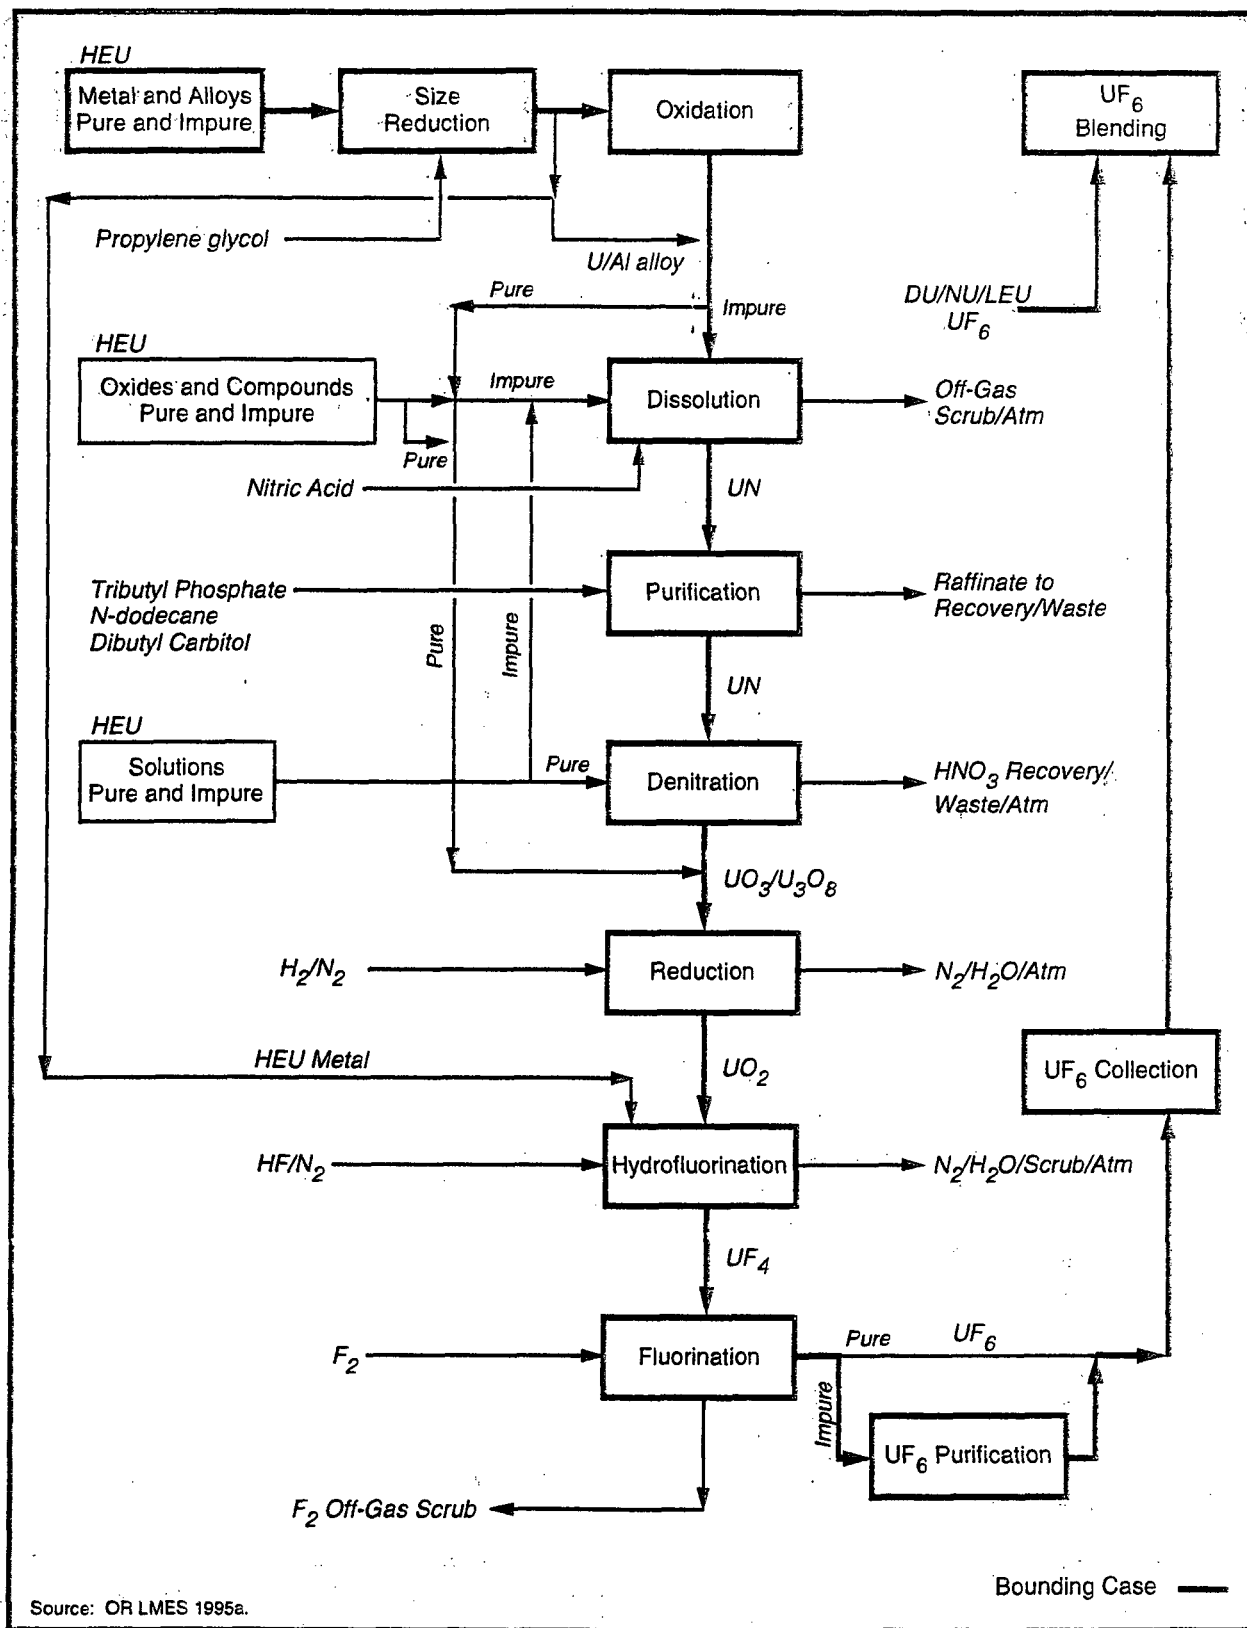 HEU
Metal and Alloys
Pure and Impure
Size
Reduction
Oxidation
UF6
Blending
Propylene glycol
U/Al alloy
Pure
Impure
DU/NU/LEU
UF6
HEU
Oxides and Compounds
Pure and Impure
Impure
Pure
Dissolution
Off-Gas
Scrub/Atm
Nitric Acid
UN
Tributyl Phosphate
N-dodecane
Dibutyl Carbitol
Pure
Impure
Purification
Raffinate to
Recovery/Waste
UN
HEU
Solutions
Pure and Impure
Pure
Denitration
HNO3 Recovery/
Waste/Atm
UO3/U3O8
H2/N2
Reduction
N2/H2O/Atm
HEU Metal
UO2
UF6 Collection
HF/N2
Hydrofluorination
N2/H2O/Scrub/Atm
UF4
F2
Fluorination
Pure
UF6
Impure
UF6 Purification
F2 Off-Gas Scrub
Bounding Case
Source: OR LMES 1995a.